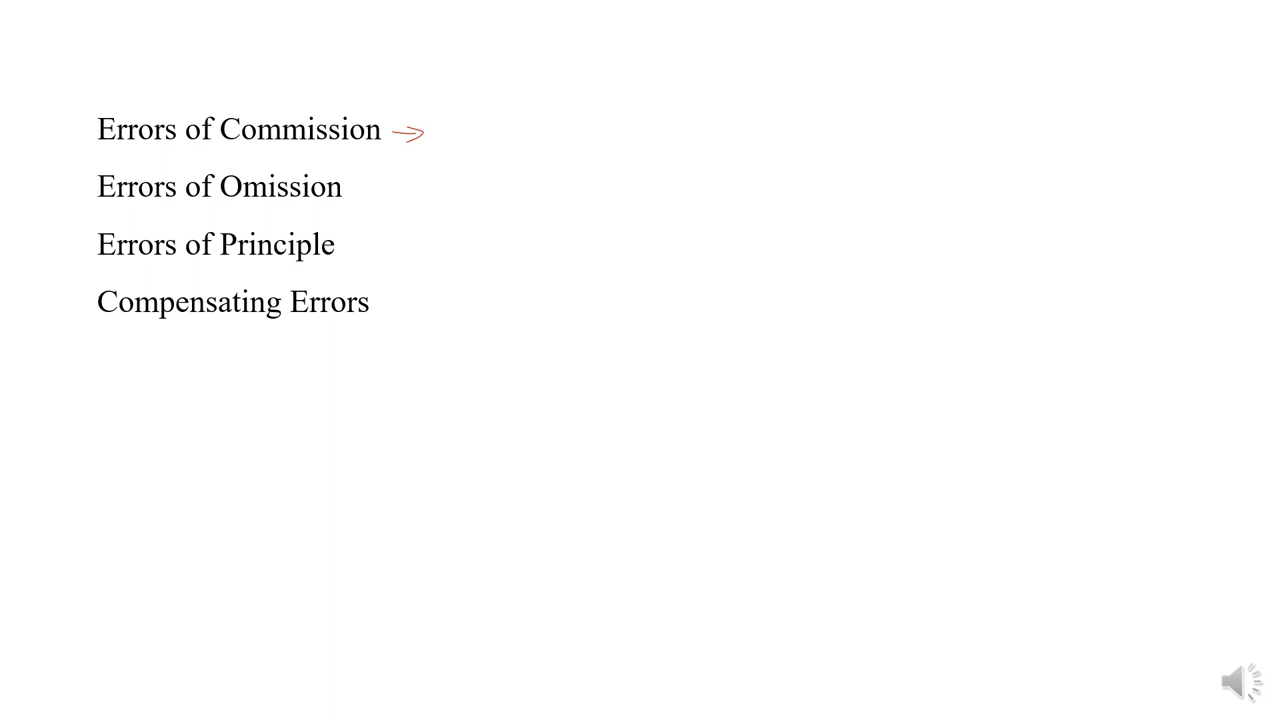 Errors of Commission →
Errors of Omission
Errors of Principle
Compensating Errors